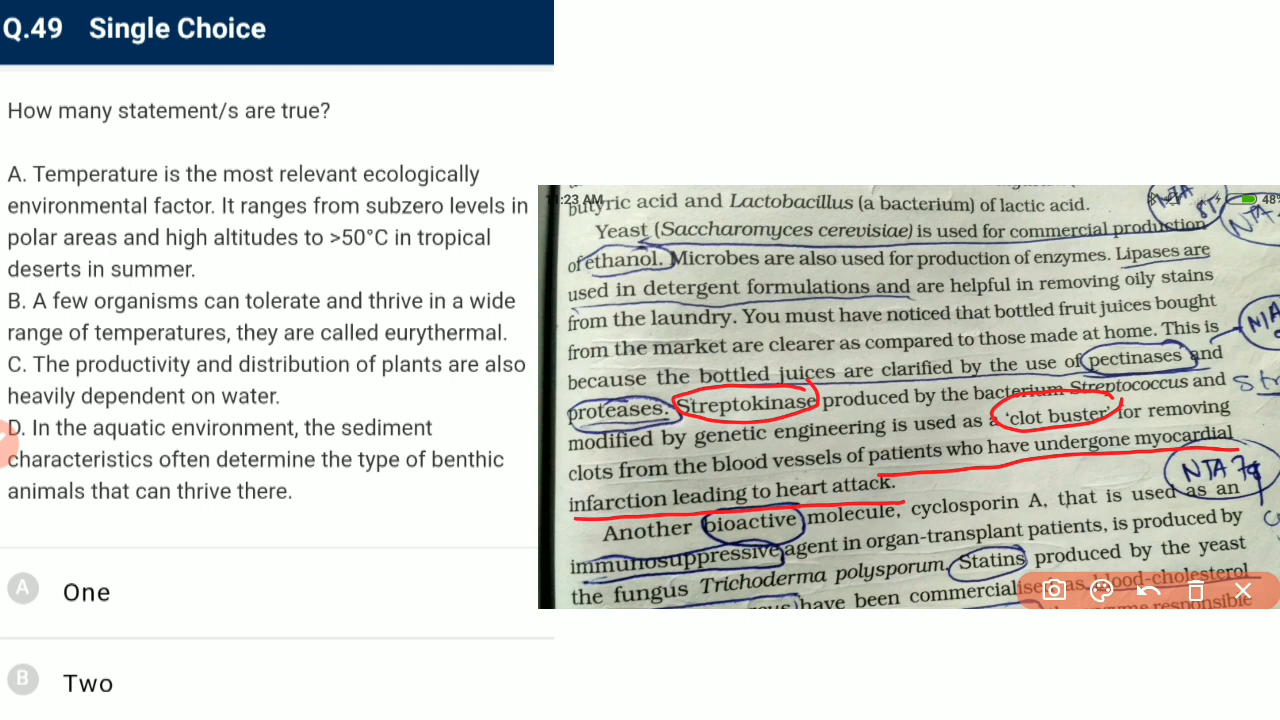 Q.49 Single Choice
How many statement/s are true?
A. Temperature is the most relevant ecologically
environmental factor. It ranges from subzero levels in
polar areas and high altitudes to >50°C in tropical
deserts in summer.
B. A few organisms can tolerate and thrive in a wide
range of temperatures, they are called eurythermal.
C. The productivity and distribution of plants are also
heavily dependent on water.
D. In the aquatic environment, the sediment
characteristics often determine the type of benthic
animals that can thrive there.
A One
B Two
:23 AM
48%
butyric acid and Lactobacillus (a bacterium) of lactic acid.
Yeast (Saccharomyces cerevisiae) is used for commercial production
of ethanol. Microbes are also used for production of enzymes. Lipases are
used in detergent formulations and are helpful in removing oily stains
from the laundry. You must have noticed that bottled fruit juices bought
from the market are clearer as compared to those made at home. This is
because the bottled juices are clarified by the use of pectinases and
proteases. Streptokinase produced by the bacterium Streptococcus and
modified by genetic engineering is used as a 'clot buster' for removing
clots from the blood vessels of patients who have undergone myocardial
infarction leading to heart attack.
NTA
Another bioactive molecule, cyclosporin A, that is used as an
immunosuppressive agent in organ-transplant patients, is produced by
the fungus Trichoderma polysporum. Statins produced by the yeast
have been commercialised as blood-cholesterol
responsible